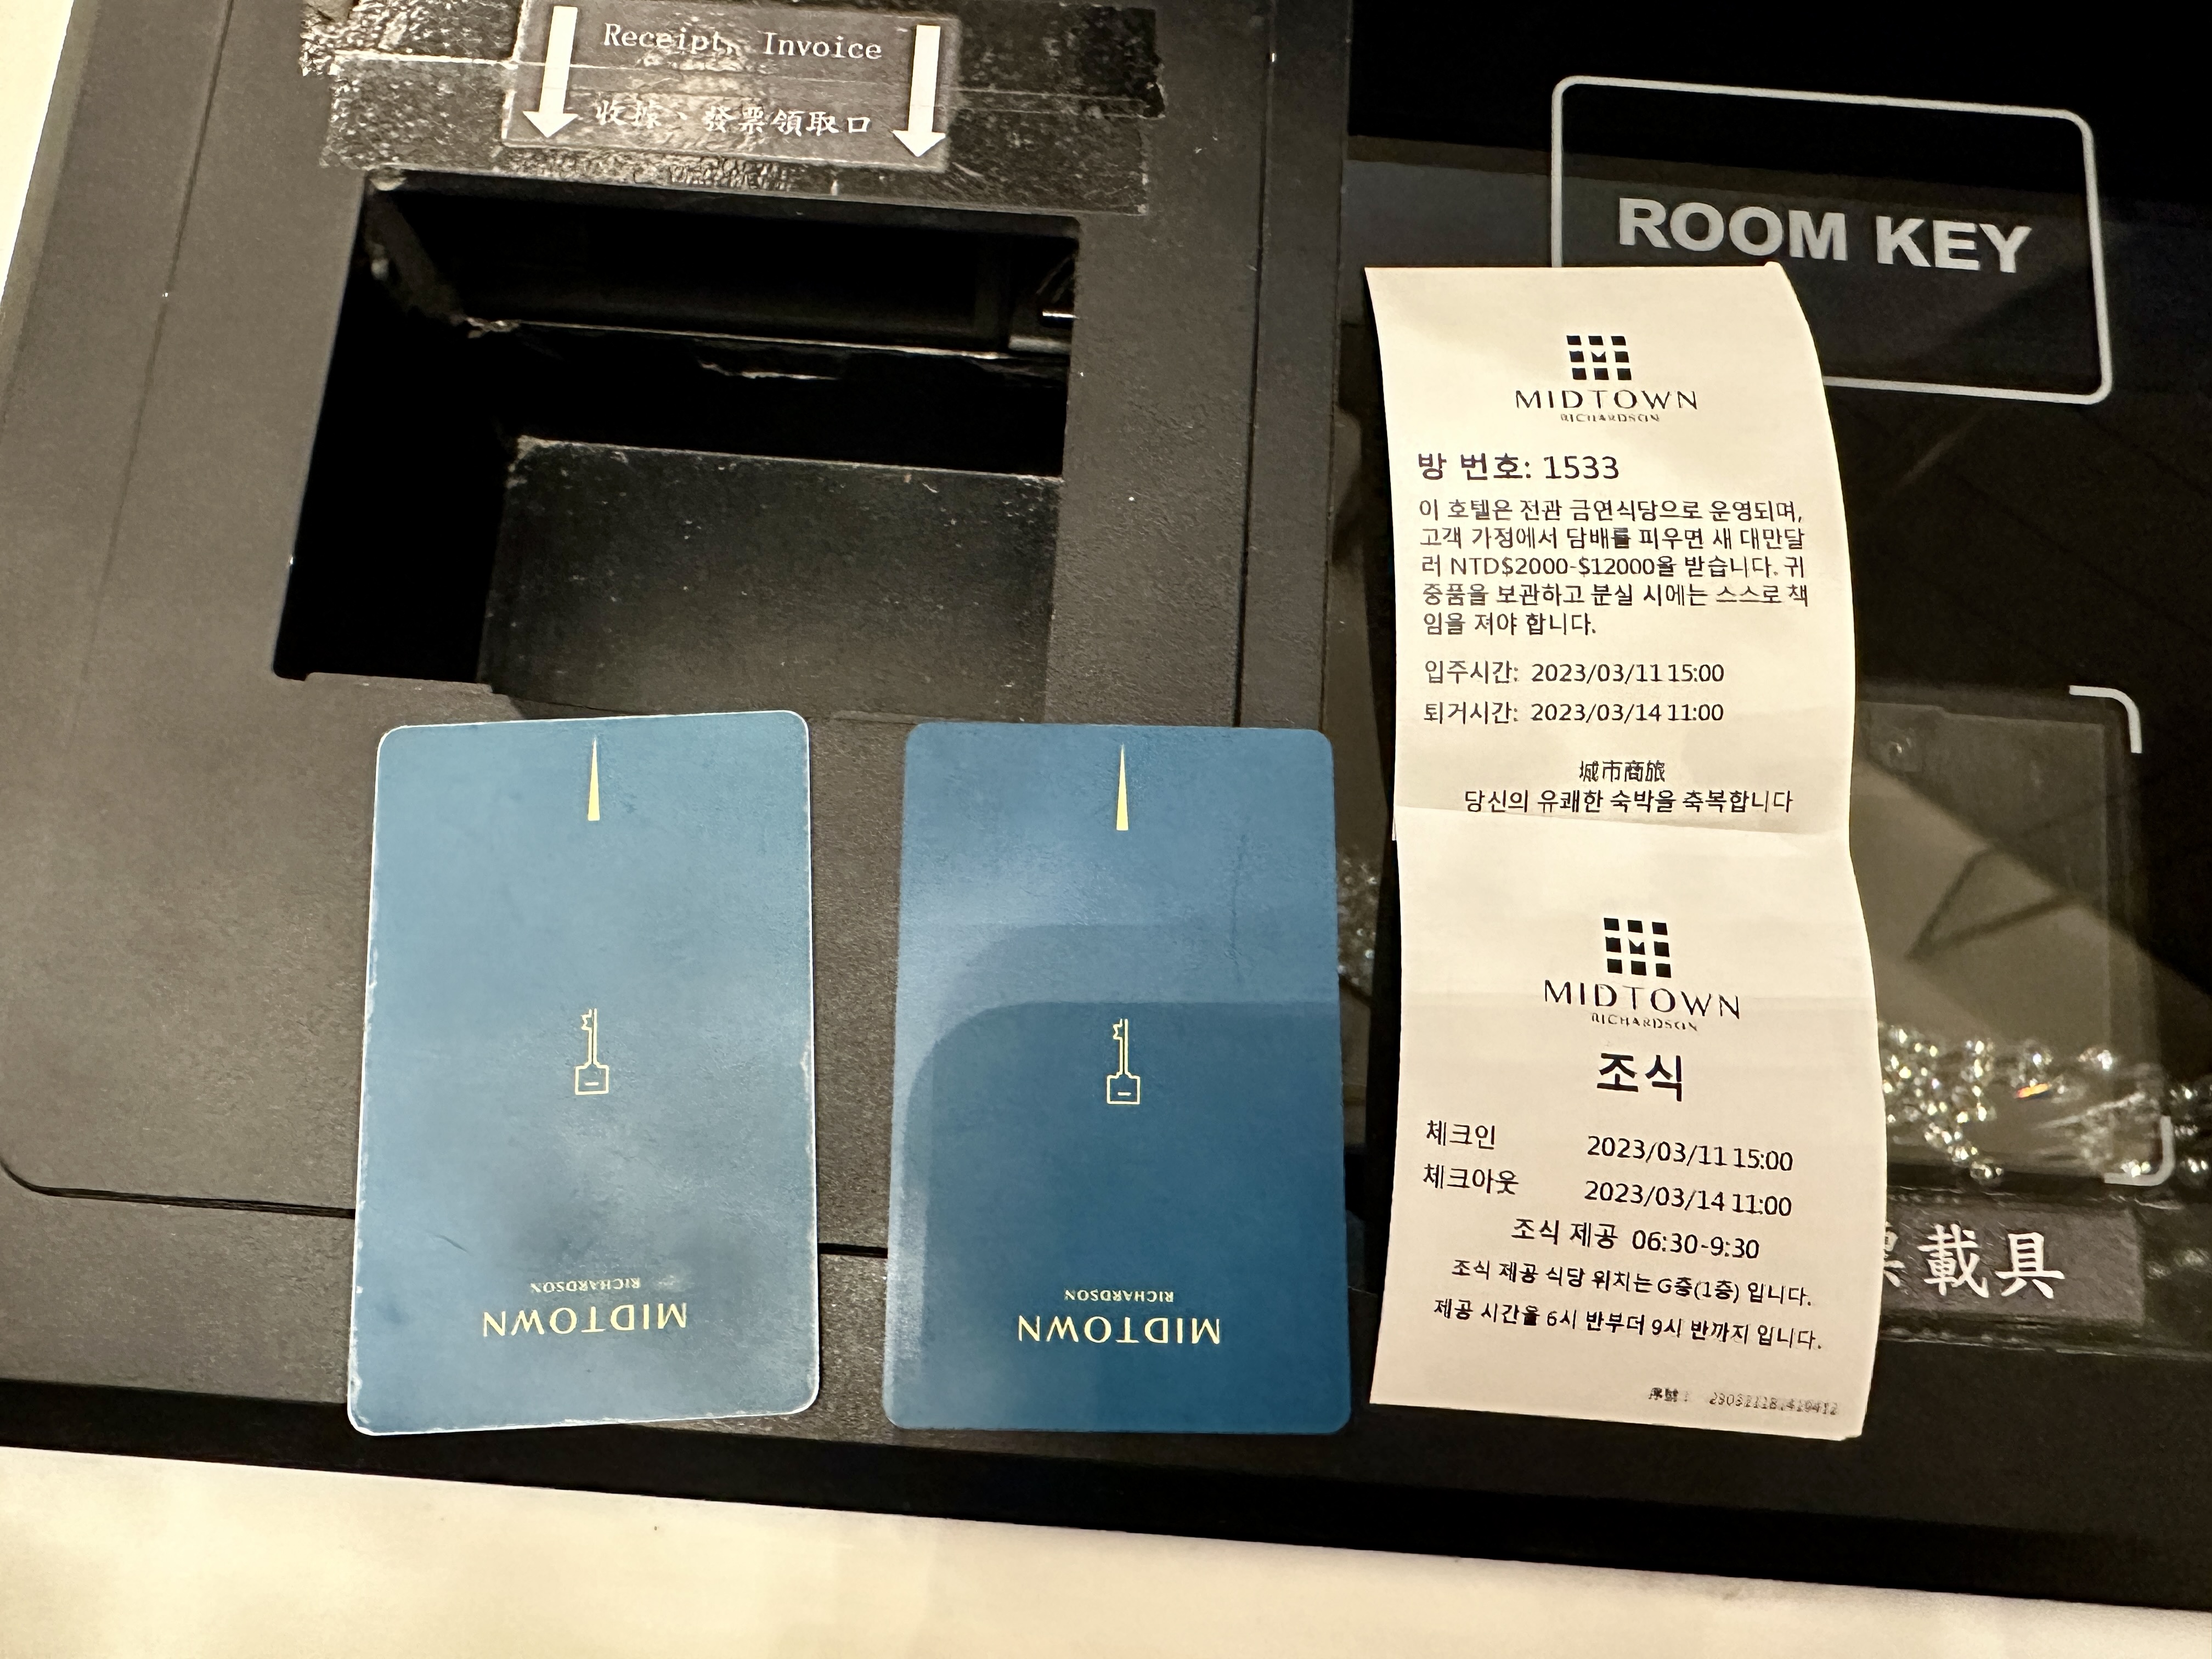 Receipt, Invoice
收據、發票領取口
ROOM KEY
MIDTOWN
RICHARDSON
방 번호: 1533
이 호텔은 전관 금연식당으로 운영되며,
고객 가정에서 담배를 피우면 새 대만달
러 NTD$2000-$12000을 받습니다. 귀
중품을 보관하고 분실 시에는 스스로 책
임을 져야 합니다.
입주시간: 2023/03/11 15:00
퇴거시간: 2023/03/14 11:00
城市商旅
당신의 유쾌한 숙박을 축복합니다
MIDTOWN
RICHARDSON
조식
체크인 2023/03/11 15:00
체크아웃 2023/03/14 11:00
조식 제공 06:30-9:30
조식 제공 식당 위치는 G층(1층) 입니다.
제공 시간을 6시 반부더 9시 반까지 입니다.
序號:
載具
MIDTOWN
RICHARDSON
MIDTOWN
RICHARDSON